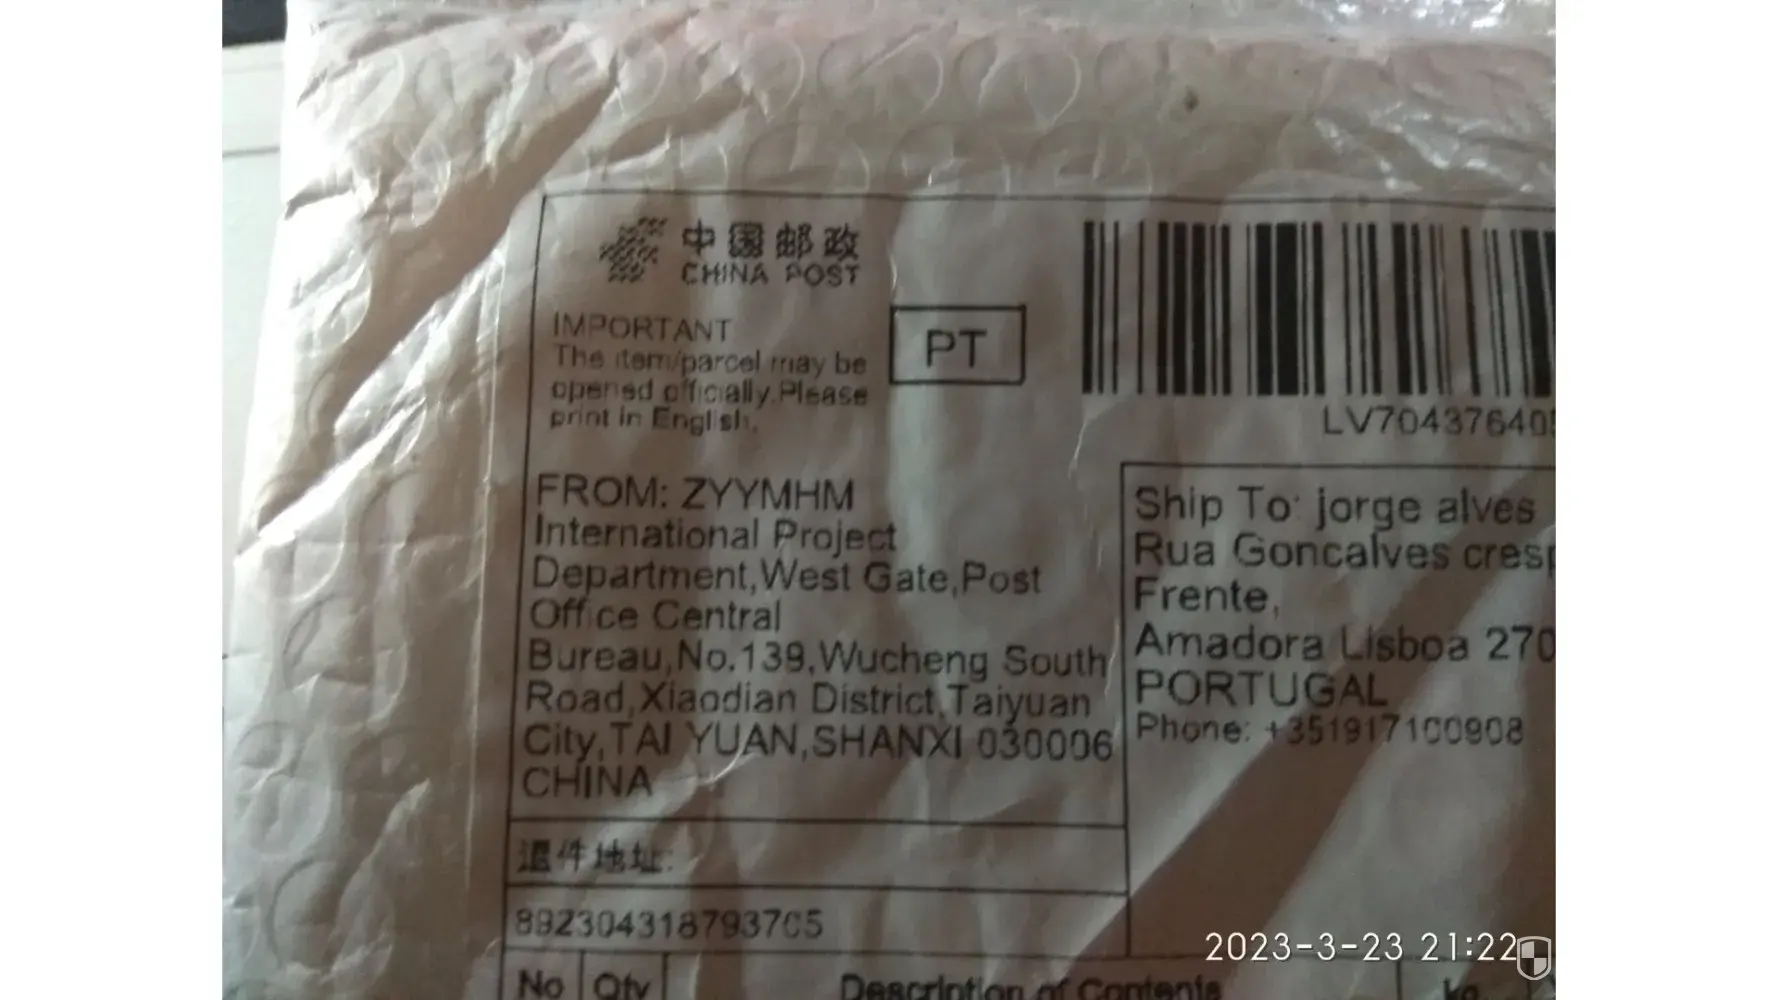 中国邮政
CHINA POST
IMPORTANT
The item/parcel may be
opened officially.Please
print in English.
PT
LV70437640
FROM: ZYYMHM
International Project
Department,West Gate,Post
Office Central
Bureau,No.139,Wucheng South
Road,Xiaodian District,Taiyuan
City,TAI YUAN,SHANXI 030006
CHINA
Ship To: jorge alves
Rua Goncalves cresp
Frente,
Amadora Lisboa 270
PORTUGAL
Phone: +351917100908
退件地址:
892304318793705
No Qty Description of Contents kg.
2023-3-23 21:22